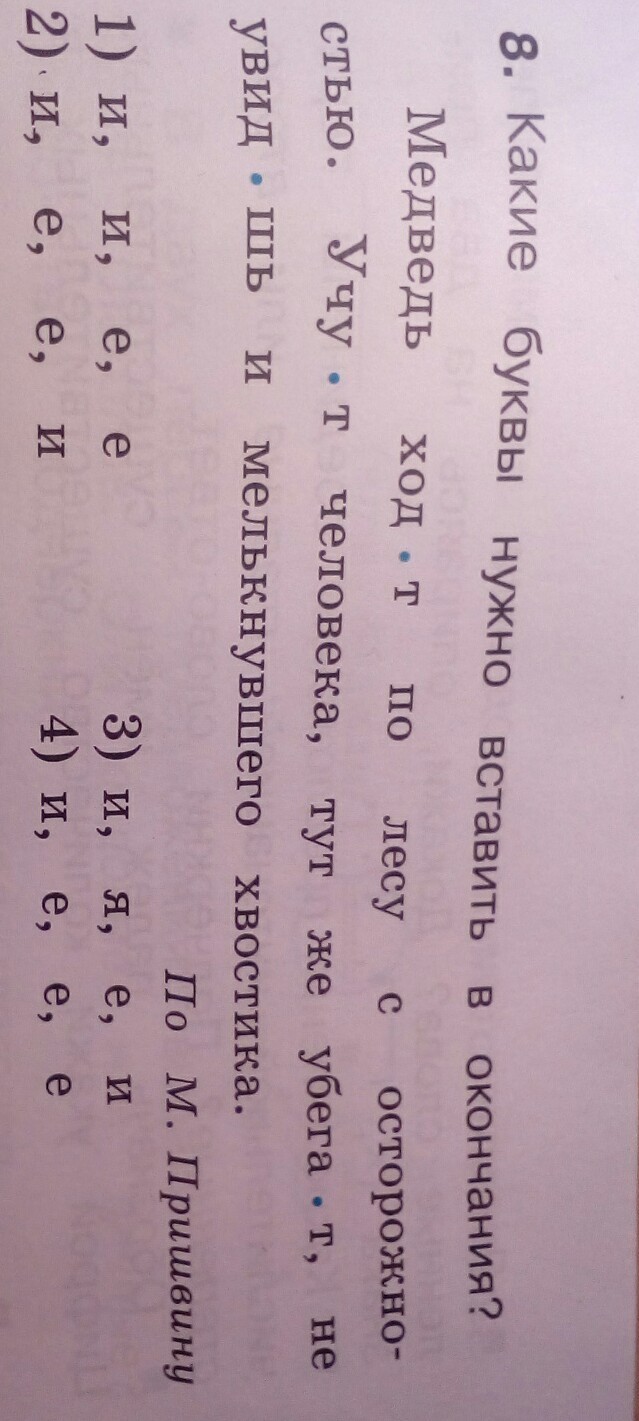 8. Какие буквы нужно вставить в окончания?
Медведь ход•т по лесу с осторожно-
стью. Учу•т человека, тут же убега•т, не
увид•шь и мелькнувшего хвостика.
По М. Пришвину
1) и, и, е, е 3) и, я, е, и
2) и, е, е, и 4) и, е, е, е